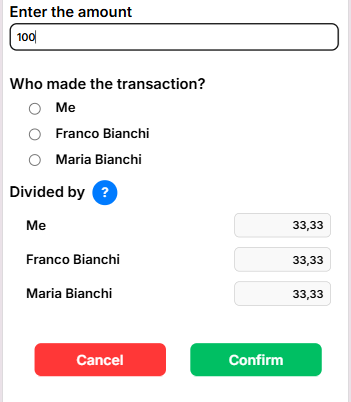 Enter the amount
100
Who made the transaction?
Me
Franco Bianchi
Maria Bianchi
Divided by ?
Me 33,33
Franco Bianchi 33,33
Maria Bianchi 33,33
Cancel Confirm